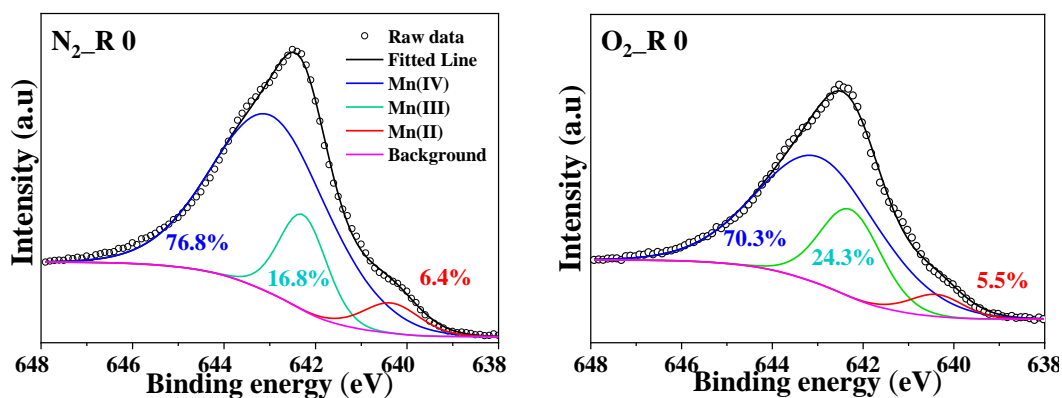 N2_R 0
Raw data
Fitted Line
Mn(IV)
Mn(III)
Mn(II)
Background
76.8%
16.8%
6.4%
Intensity (a.u)
648 646 644 642 640 638
Binding energy (eV)
O2_R 0
70.3%
24.3%
5.5%
Intensity (a.u)
648 646 644 642 640 638
Binding energy (eV)